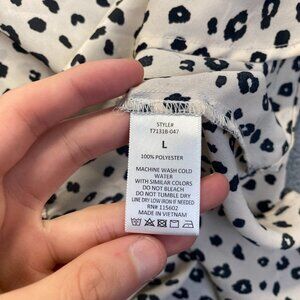 STYLE#
T7131B-047
L
100% POLYESTER
MACHINE WASH COLD
WATER
WITH SIMILAR COLORS
DO NOT BLEACH
DO NOT TUMBLE DRY
LINE DRY LOW IRON IF NEEDED
RN# 115602
MADE IN VIETNAM